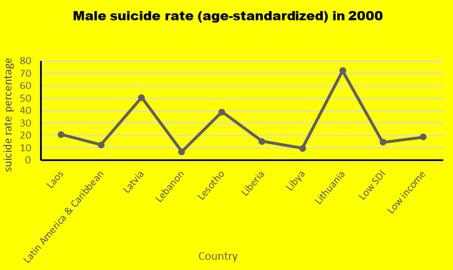 Male suicide rate (age-standardized) in 2000
suicide rate percentage
80
70
60
50
40
30
20
10
0
Laos
Latin America & Caribbean
Latvia
Lebanon
Lesotho
Liberia
Libya
Lithuania
Low SDI
Low income
Country